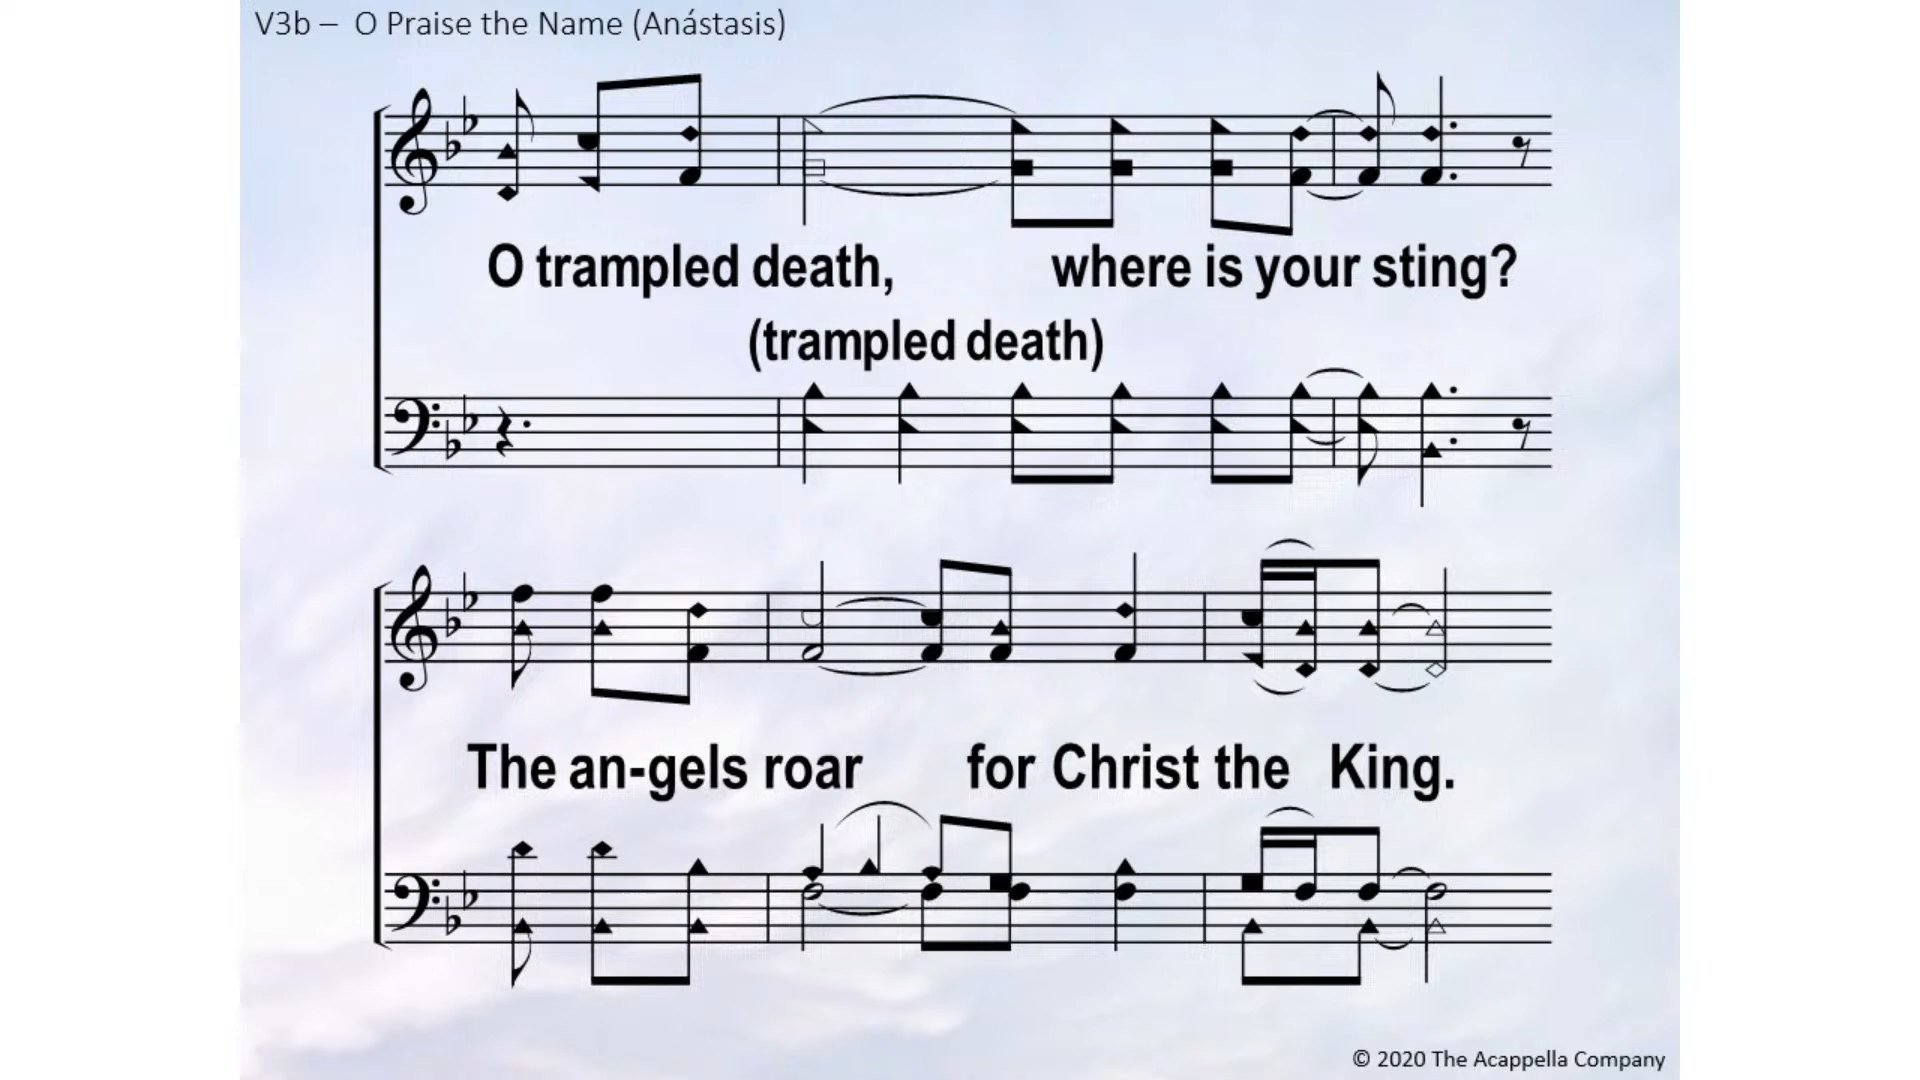 V3b – O Praise the Name (Anástasis)
O trampled death, where is your sting?
(trampled death)
The an-gels roar for Christ the King.
© 2020 The Acappella Company